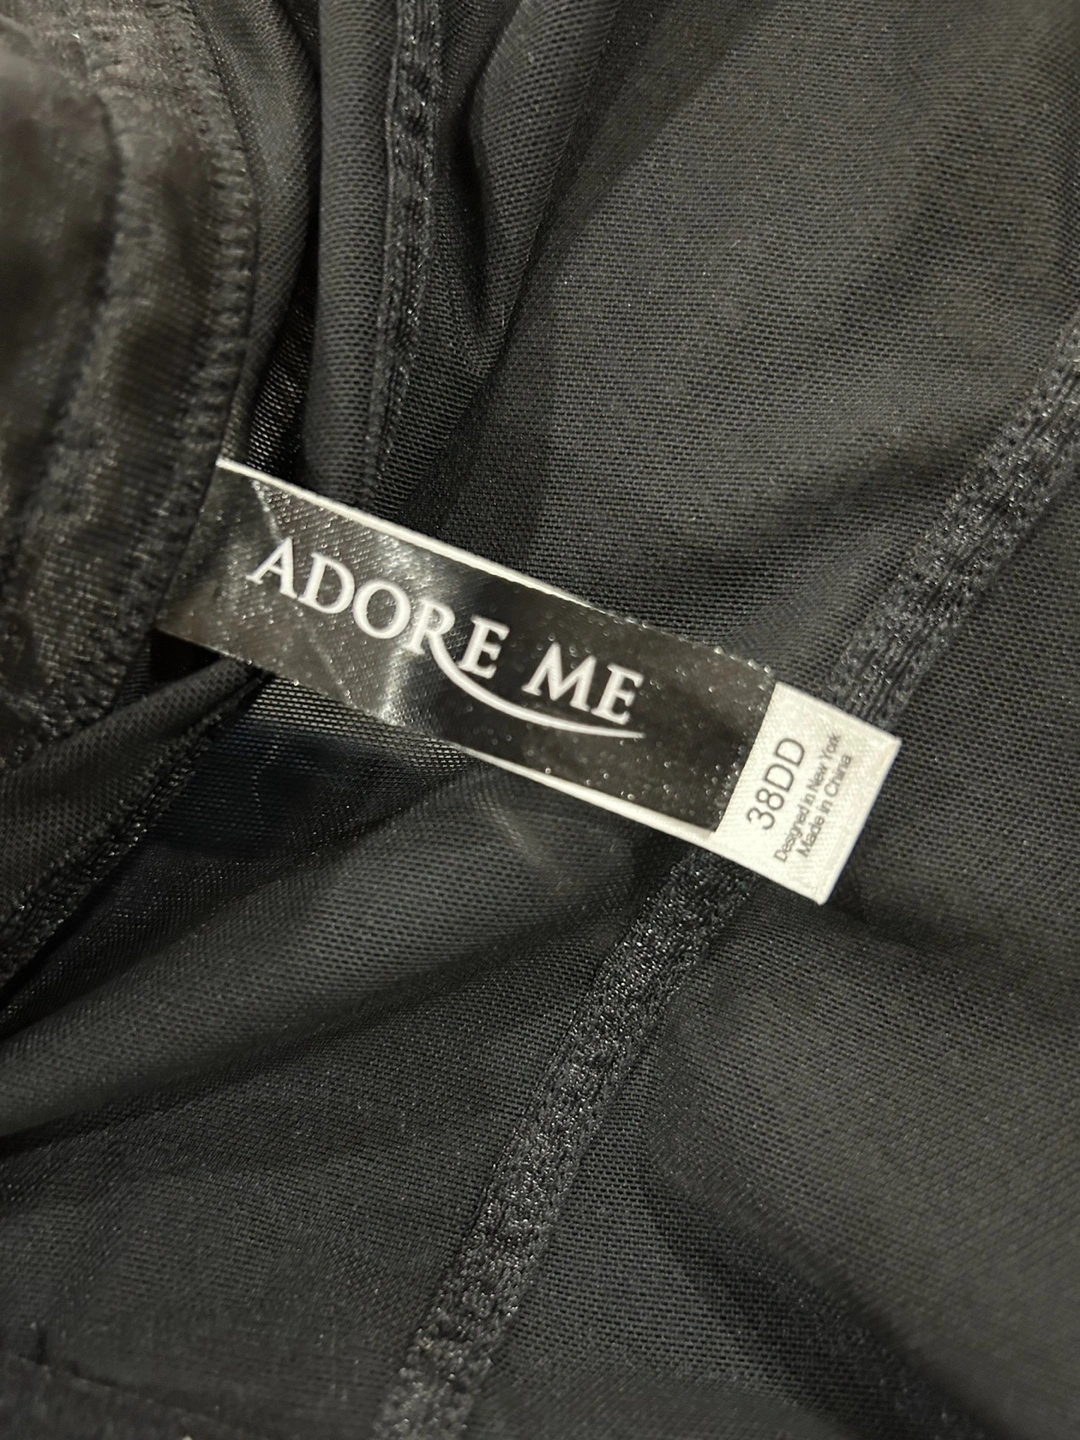 ADORE ME
38DD
Designed in New York
Made in China